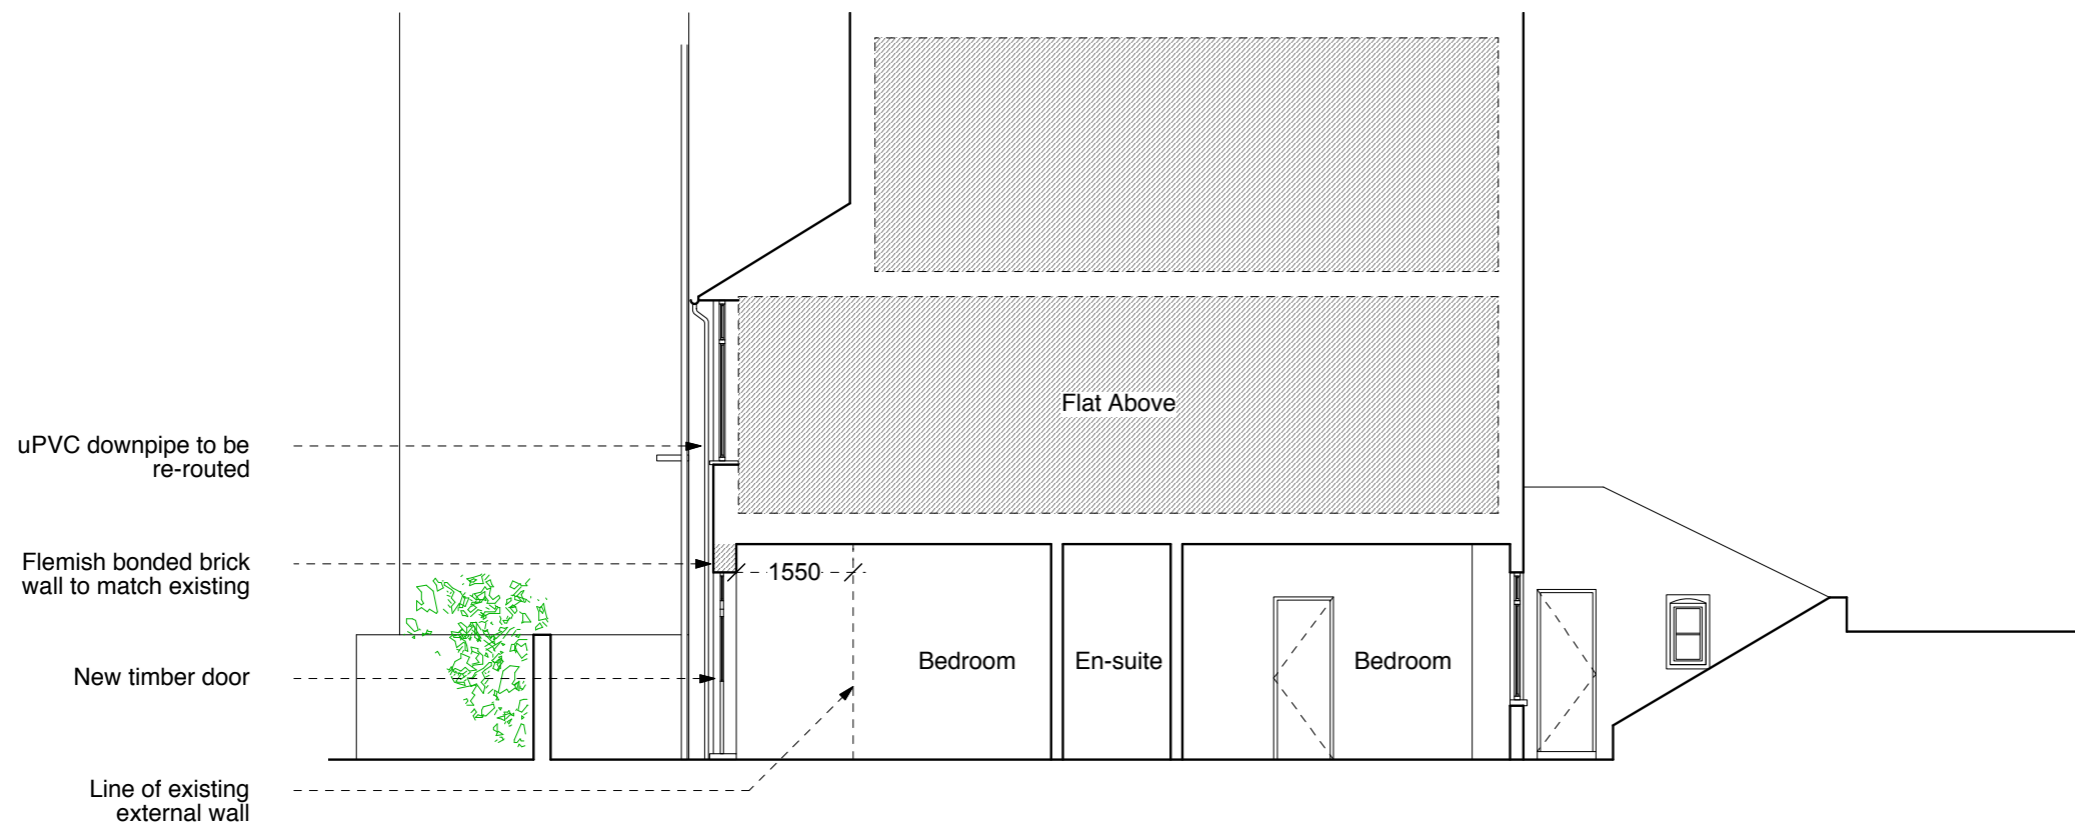 Flat Above
uPVC downpipe to be
re-routed
Flemish bonded brick
wall to match existing
1550
New timber door
Bedroom
En-suite
Bedroom
Line of existing
external wall